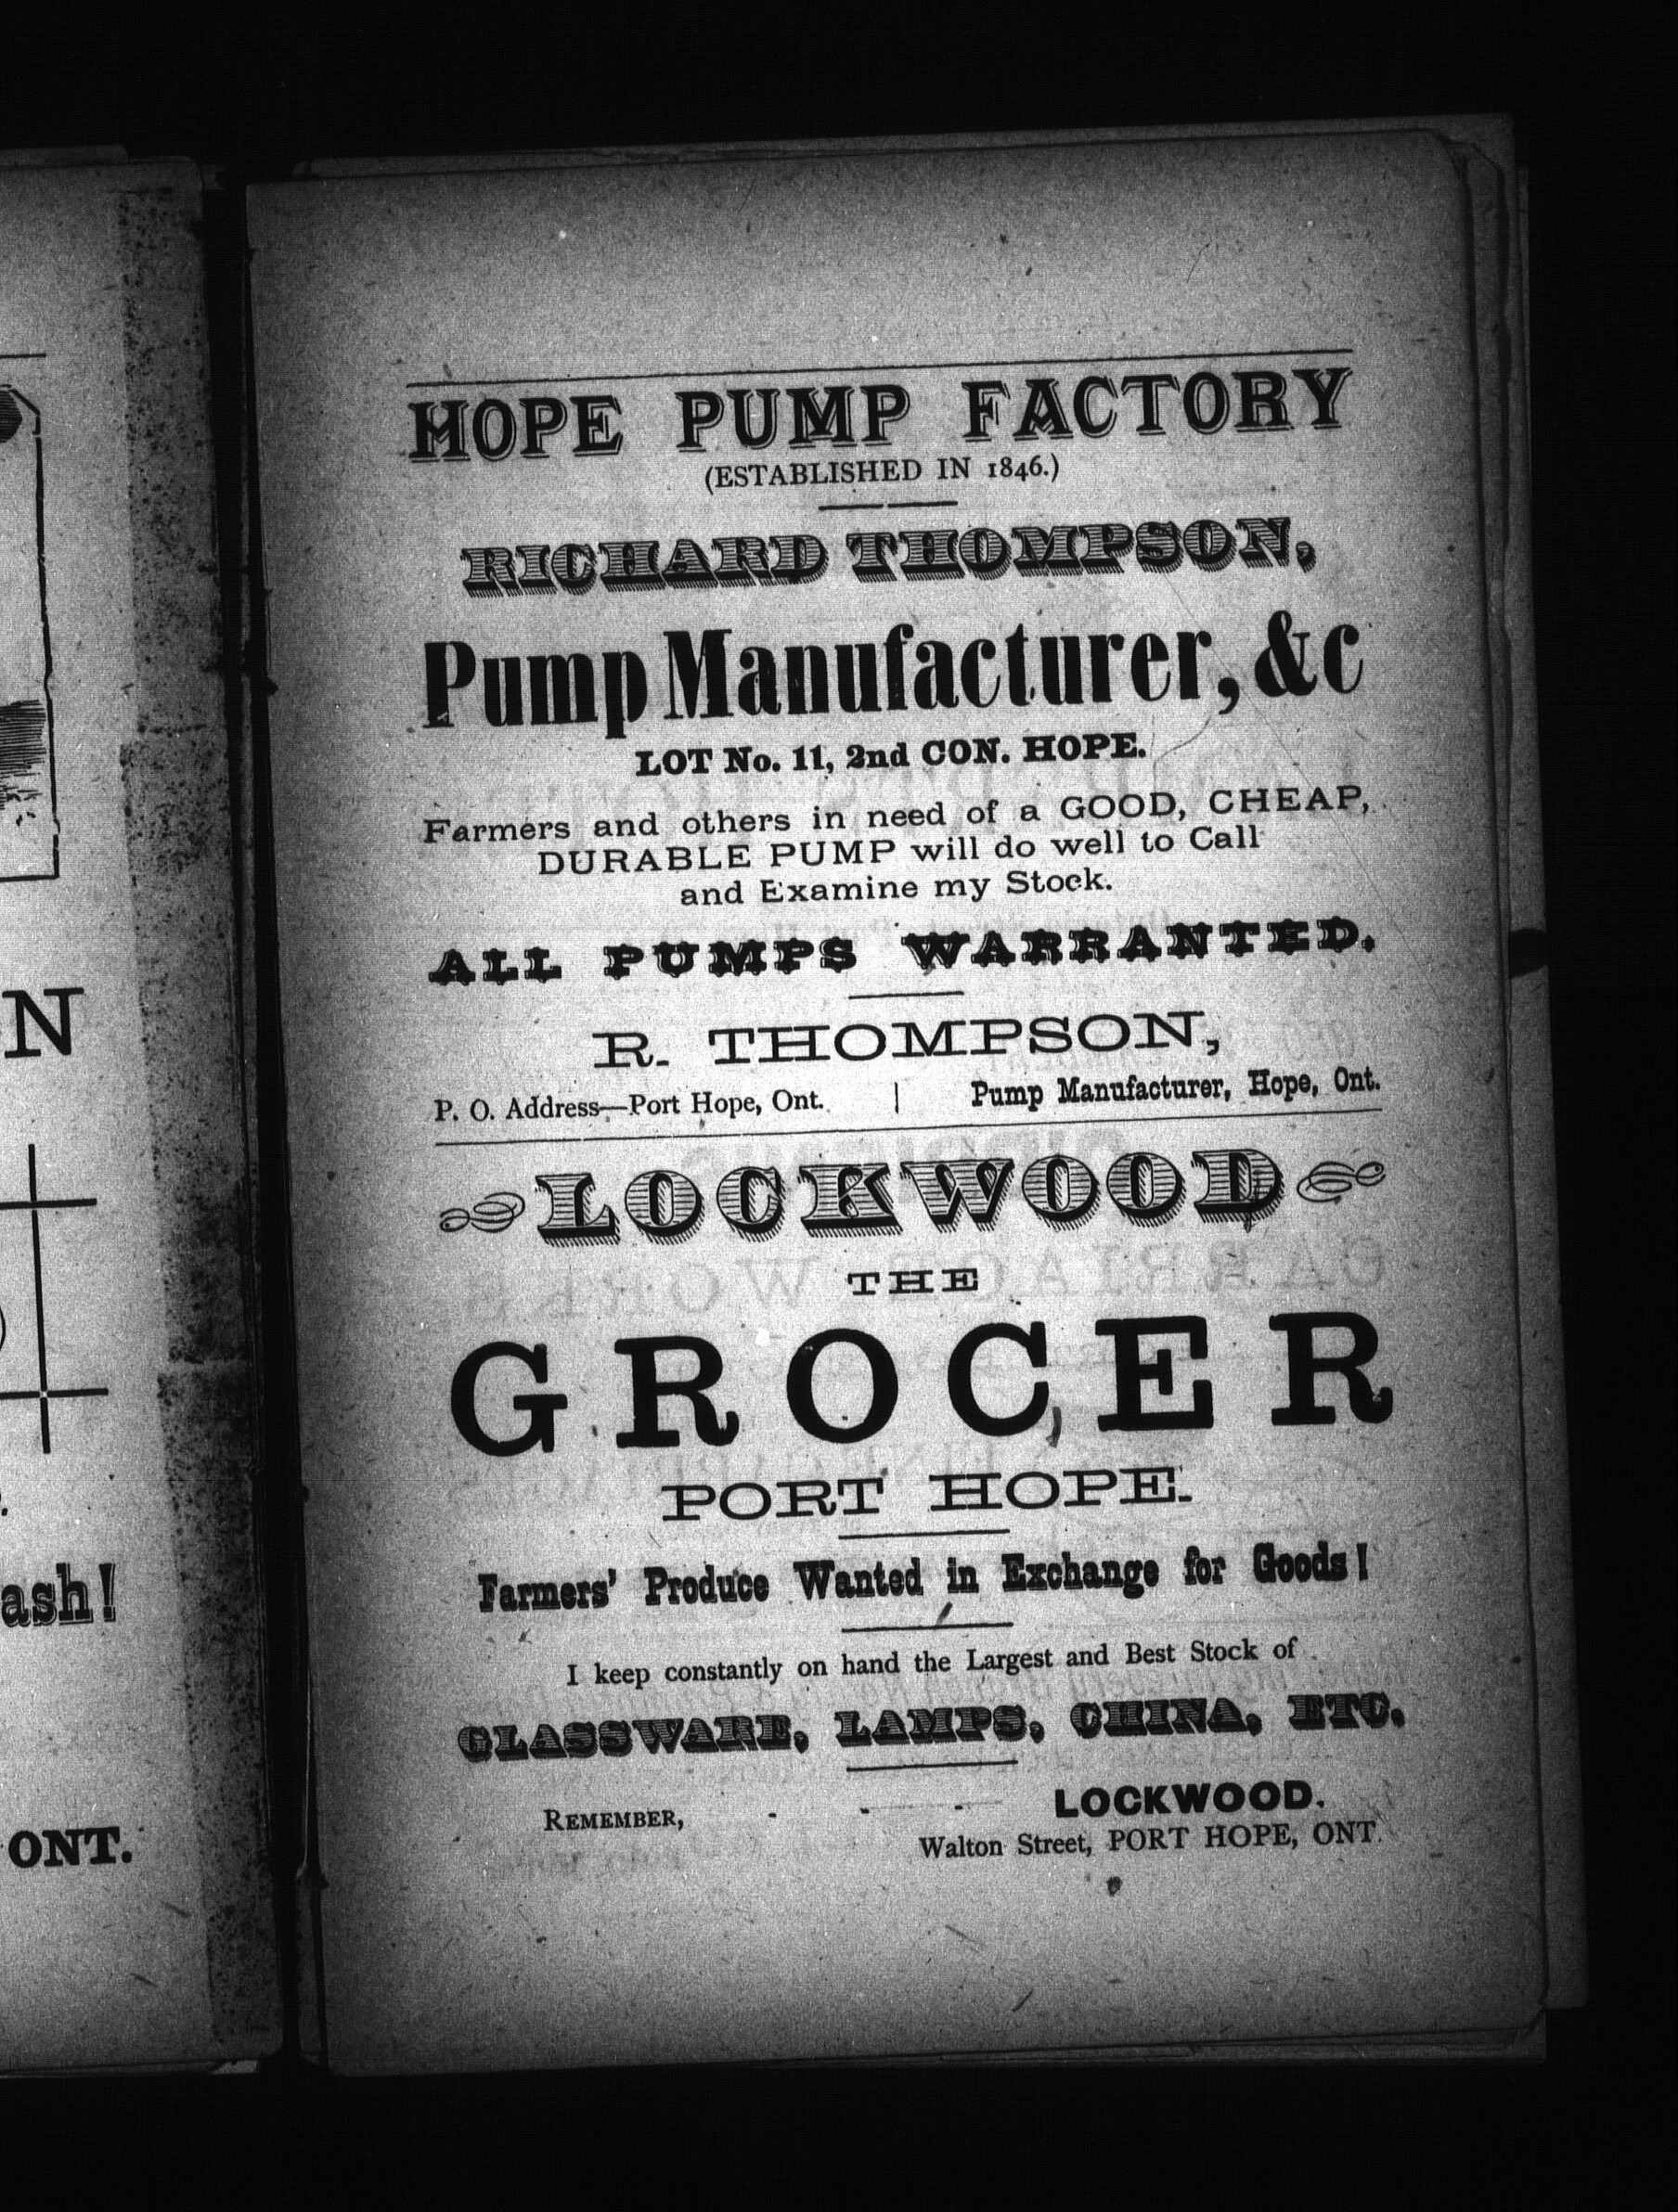 HOPE PUMP FACTORY
(ESTABLISHED IN 1846.)
RICHARD THOMPSON,
Pump Manufacturer, &c
LOT No. 11, 2nd CON. HOPE.
Farmers and others in need of a GOOD, CHEAP,
DURABLE PUMP will do well to Call
and Examine my Stock.
ALL PUMPS WARRANTED.
R. THOMPSON,
P. O. Address—Port Hope, Ont. | Pump Manufacturer, Hope, Ont.
LOCKWOOD
THE
GROCER
PORT HOPE.
Farmers' Produce Wanted in Exchange for Goods!
I keep constantly on hand the Largest and Best Stock of
GLASSWARE, LAMPS, CHINA, ETC.
REMEMBER, - - - LOCKWOOD.
Walton Street, PORT HOPE, ONT.
N
ash!
ONT.